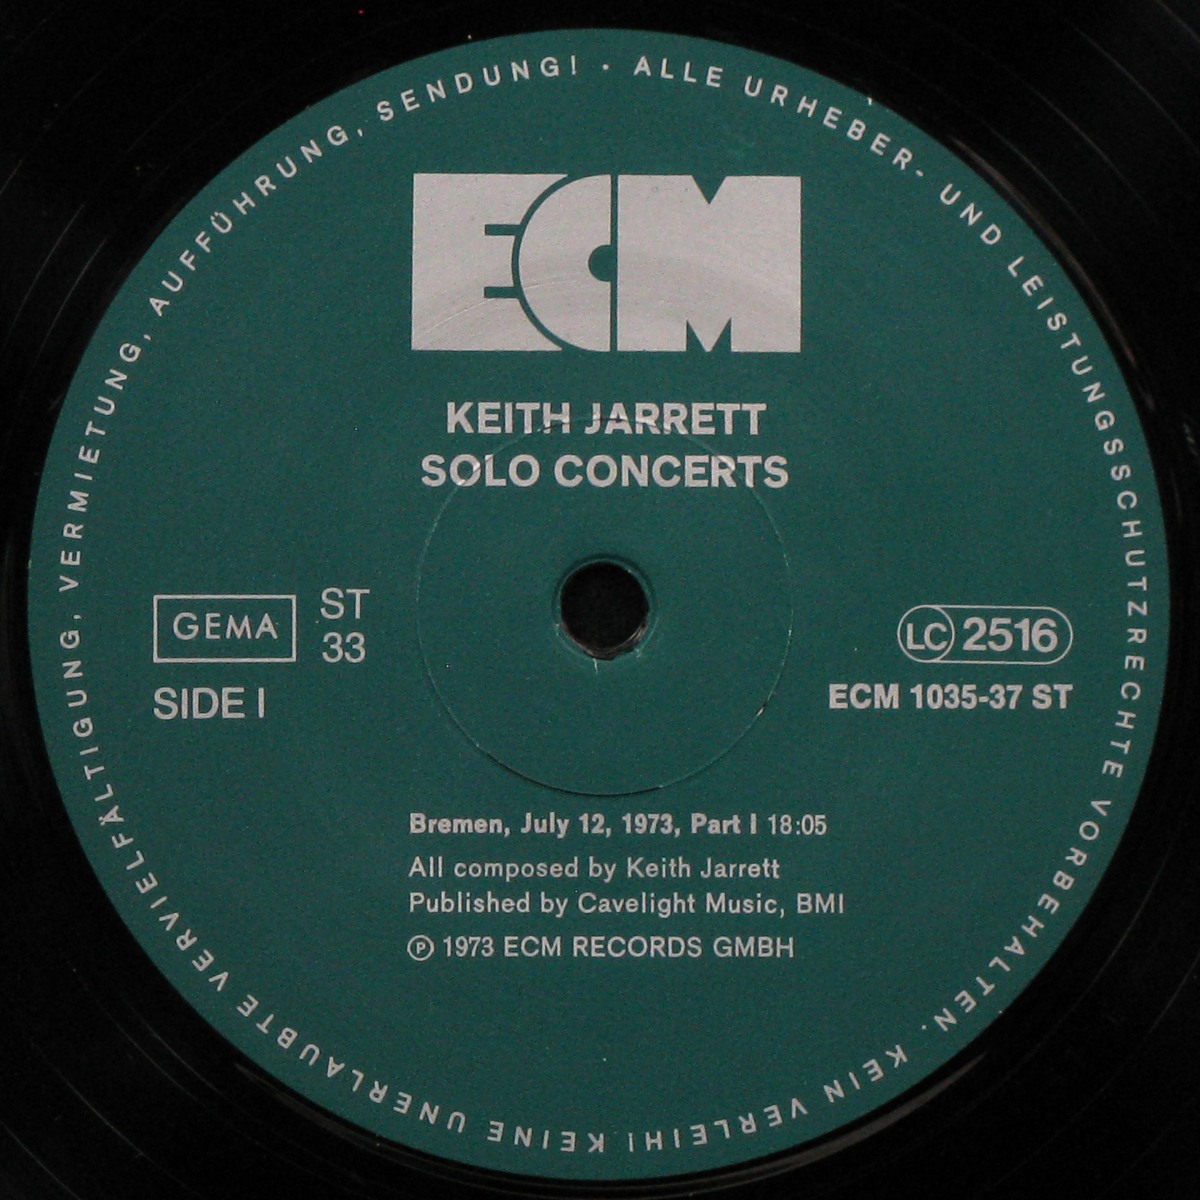 ALLE URHEBER- UND LEISTUNGSSCHUTZRECHTE VORBEHALTEN. KEIN VERLEIH! KEINE UNERLAUBTE VERVIELFÄLTIGUNG, VERMIETUNG, AUFFÜHRUNG, SENDUNG! •
ECM
KEITH JARRETT
SOLO CONCERTS
GEMA
ST
33
SIDE I
LC 2516
ECM 1035-37 ST
Bremen, July 12, 1973, Part I 18:05
All composed by Keith Jarrett
Published by Cavelight Music, BMI
℗ 1973 ECM RECORDS GMBH